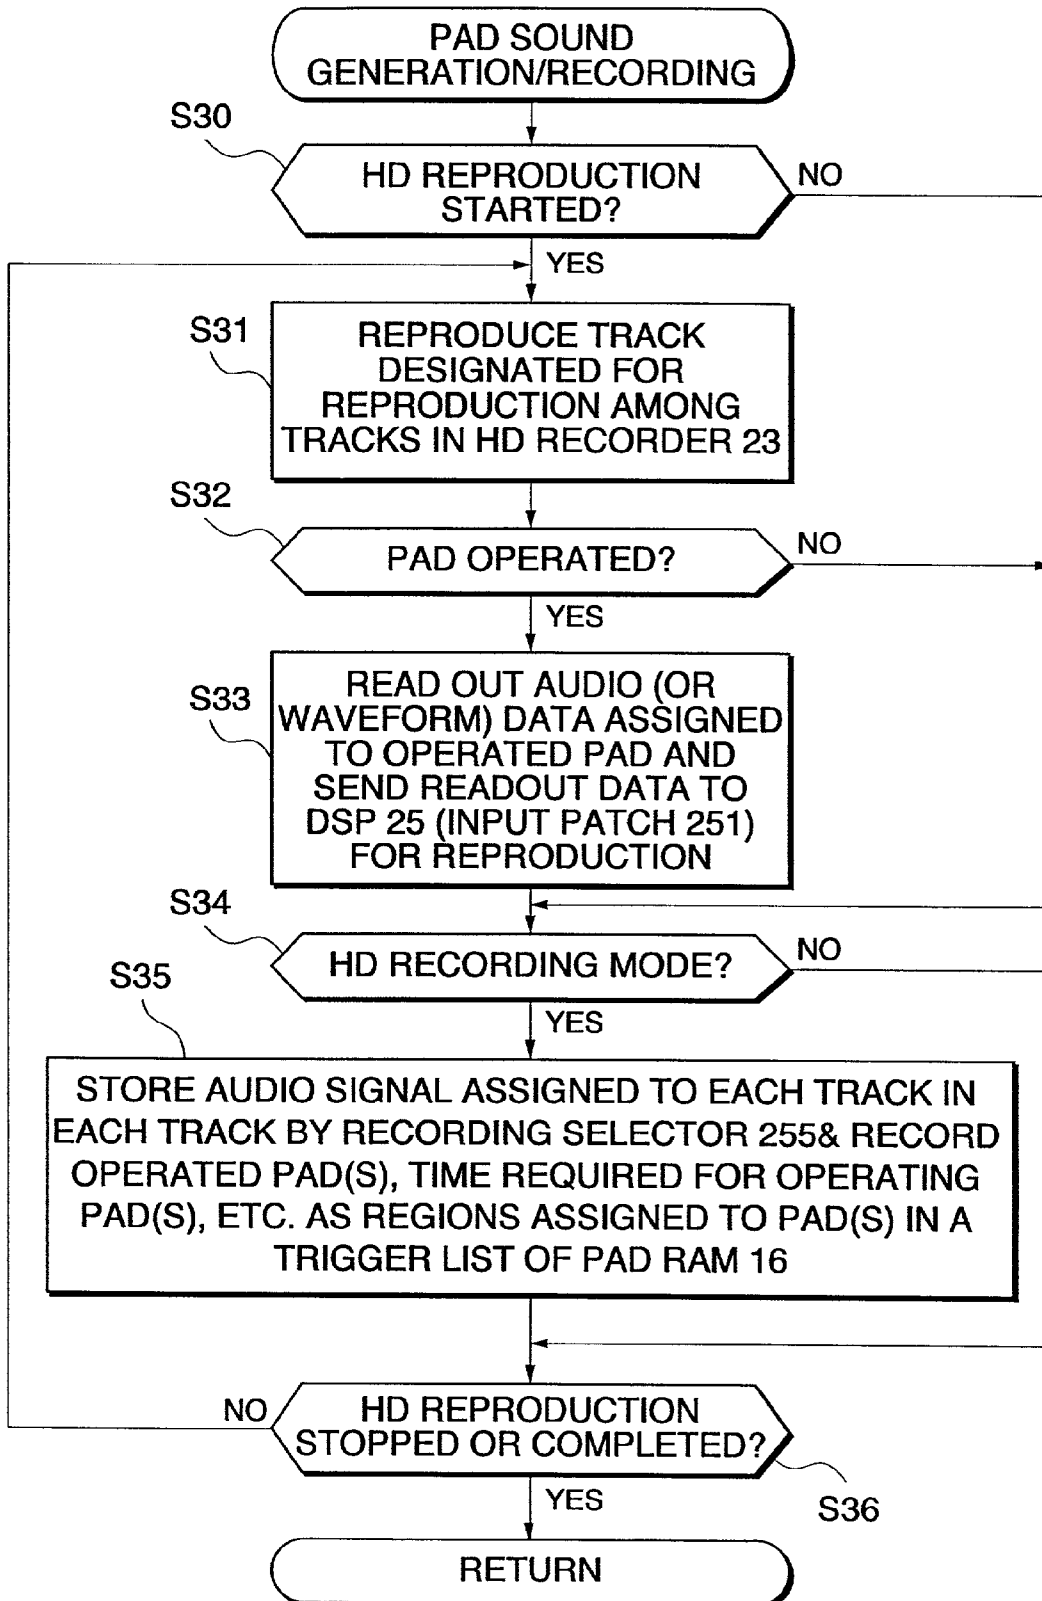 PAD SOUND
GENERATION/RECORDING
S30
HD REPRODUCTION
STARTED?
NO
YES
S31
REPRODUCE TRACK
DESIGNATED FOR
REPRODUCTION AMONG
TRACKS IN HD RECORDER 23
S32
PAD OPERATED?
NO
YES
S33
READ OUT AUDIO (OR
WAVEFORM) DATA ASSIGNED
TO OPERATED PAD AND
SEND READOUT DATA TO
DSP 25 (INPUT PATCH 251)
FOR REPRODUCTION
S34
HD RECORDING MODE?
NO
YES
S35
STORE AUDIO SIGNAL ASSIGNED TO EACH TRACK IN
EACH TRACK BY RECORDING SELECTOR 255& RECORD
OPERATED PAD(S), TIME REQUIRED FOR OPERATING
PAD(S), ETC. AS REGIONS ASSIGNED TO PAD(S) IN A
TRIGGER LIST OF PAD RAM 16
NO
HD REPRODUCTION
STOPPED OR COMPLETED?
S36
YES
RETURN